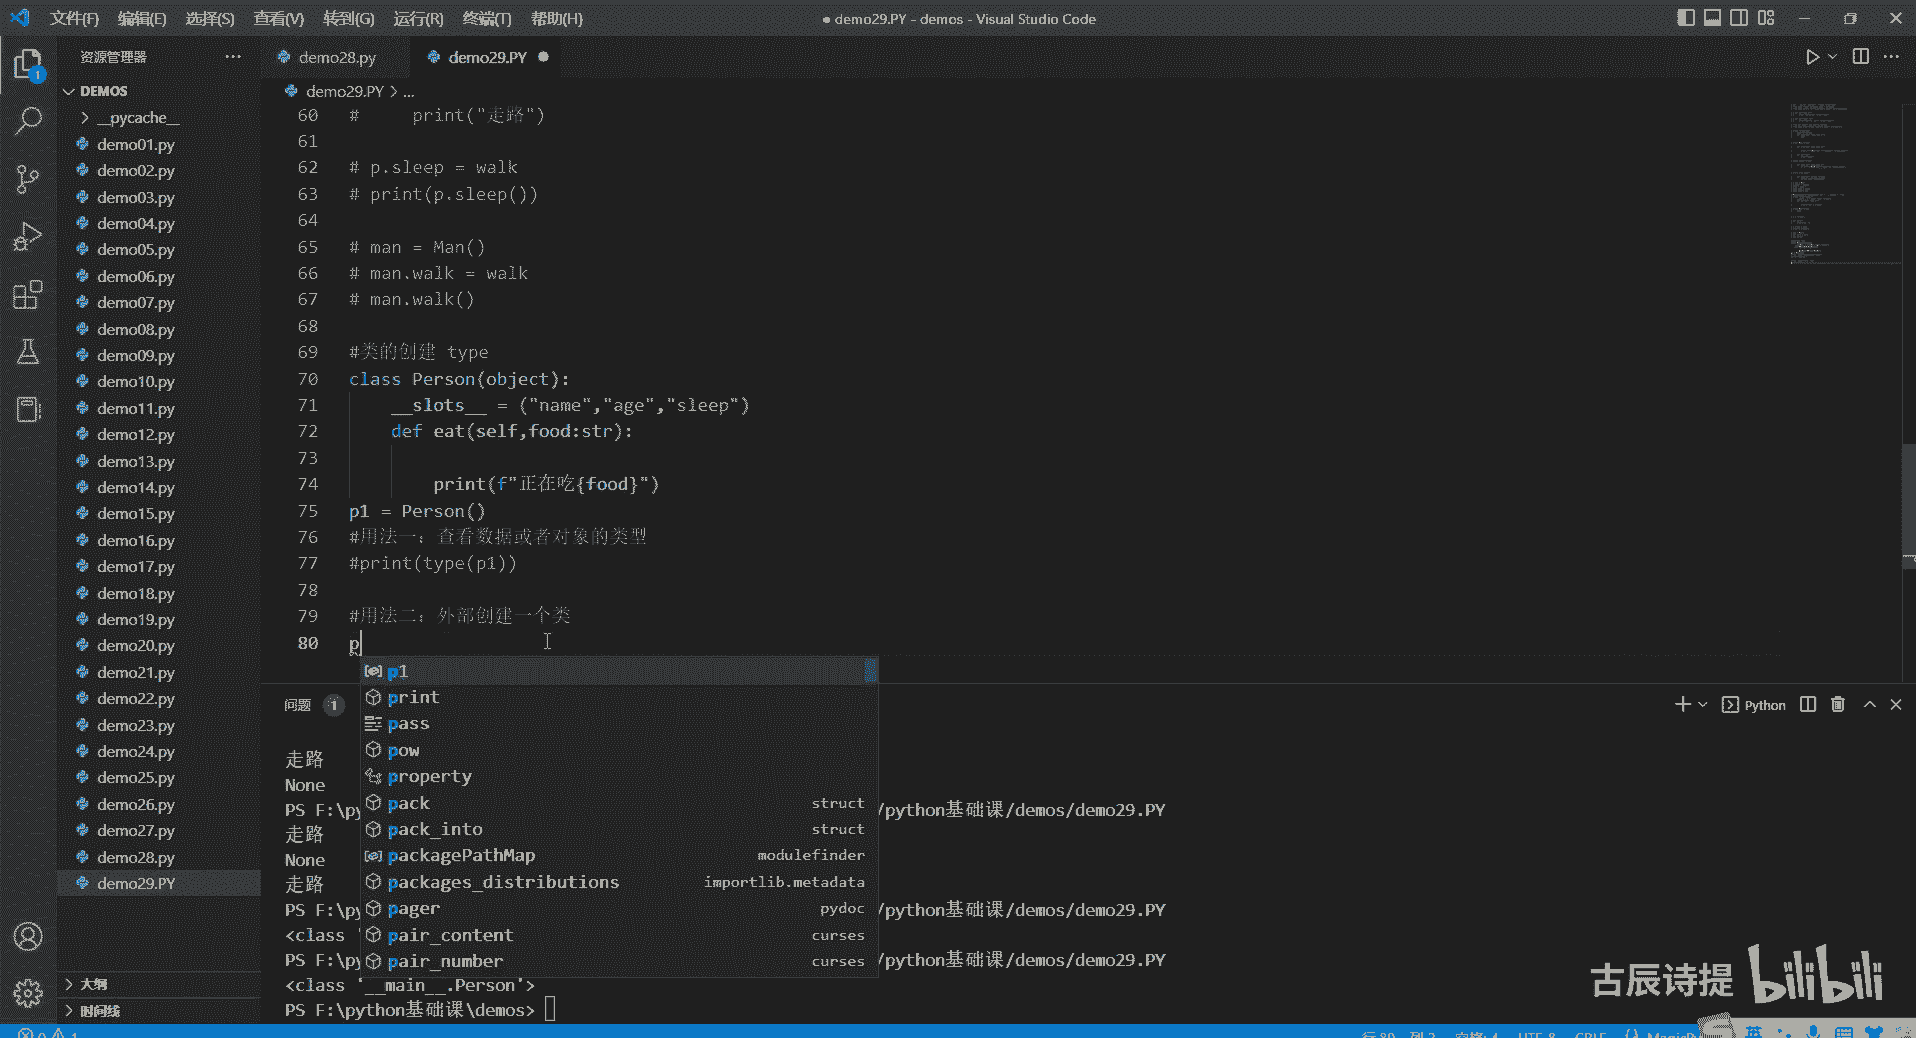 文件(F) 编辑(E) 选择(S) 查看(V) 转到(G) 运行(R) 终端(T) 帮助(H) ● demo29.PY - demos - Visual Studio Code
资源管理器
demo28.py
demo29.PY
DEMOS
demo29.PY > ...
__pycache__
demo01.py
demo02.py
demo03.py
demo04.py
demo05.py
demo06.py
demo07.py
demo08.py
demo09.py
demo10.py
demo11.py
demo12.py
demo13.py
demo14.py
demo15.py
demo16.py
demo17.py
demo18.py
demo19.py
demo20.py
demo21.py
demo22.py
demo23.py
demo24.py
demo25.py
demo26.py
demo27.py
demo28.py
demo29.PY
大纲
时间线
1
60 #     print("走路")
61
62 # p.sleep = walk
63 # print(p.sleep())
64
65 # man = Man()
66 # man.walk = walk
67 # man.walk()
68
69 #类的创建 type
70 class Person(object):
71     __slots__ = ("name","age","sleep")
72     def eat(self,food:str):
73
74         print(f"正在吃{food}")
75 p1 = Person()
76 #用法一：查看数据或者对象的类型
77 #print(type(p1))
78
79 #用法二：外部创建一个类
80 p
p1
print
pass
pow
property
pack struct
pack_into struct
packagePathMap modulefinder
packages_distributions importlib.metadata
pager pydoc
pair_content curses
pair_number curses
问题 1
Python
走路
None
PS F:\py /python基础课/demos/demo29.PY
走路
None
走路
PS F:\py /python基础课/demos/demo29.PY
<class '
PS F:\py /python基础课/demos/demo29.PY
<class '__main__.Person'>
PS F:\python基础课\demos>
古辰诗提 bilibili
英